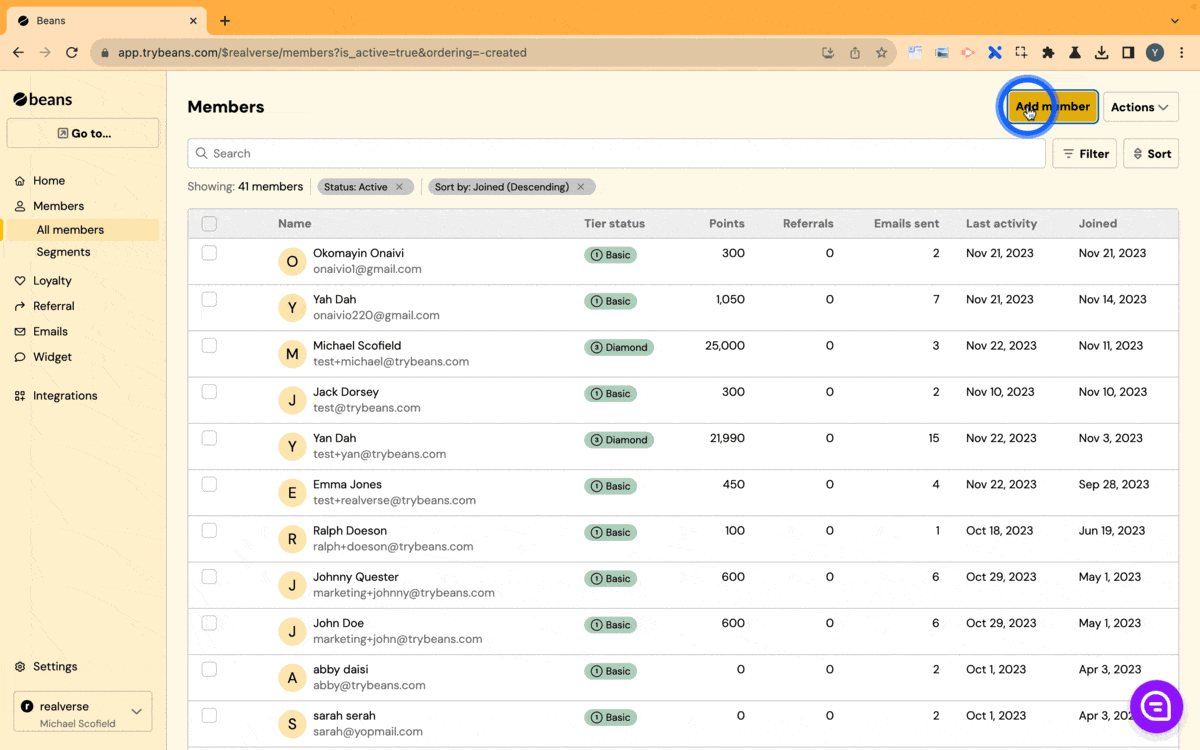 Beans
app.trybeans.com/$realverse/members?is_active=true&ordering=-created
Y
beans
Go to...
Home
Members
All members
Segments
Loyalty
Referral
Emails
Widget
Integrations
Settings
r realverse
Michael Scofield
Members
Add member
Actions
Search
Filter
Sort
Showing: 41 members
Status: Active
Sort by: Joined (Descending)
Name Tier status Points Referrals Emails sent Last activity Joined
O Okomayin Onaivi 1 Basic 300 0 2 Nov 21, 2023 Nov 21, 2023
onaivio1@gmail.com
Y Yah Dah 1 Basic 1,050 0 7 Nov 21, 2023 Nov 14, 2023
onaivio220@gmail.com
M Michael Scofield 3 Diamond 25,000 0 3 Nov 22, 2023 Nov 11, 2023
test+michael@trybeans.com
J Jack Dorsey 1 Basic 300 0 2 Nov 10, 2023 Nov 10, 2023
test@trybeans.com
Y Yan Dah 3 Diamond 21,990 0 15 Nov 22, 2023 Nov 3, 2023
test+yan@trybeans.com
E Emma Jones 1 Basic 450 0 4 Nov 22, 2023 Sep 28, 2023
test+realverse@trybeans.com
R Ralph Doeson 1 Basic 100 0 1 Oct 18, 2023 Jun 19, 2023
ralph+doeson@trybeans.com
J Johnny Quester 1 Basic 600 0 6 Oct 29, 2023 May 1, 2023
marketing+johnny@trybeans.com
J John Doe 1 Basic 600 0 6 Oct 29, 2023 May 1, 2023
marketing+john@trybeans.com
A abby daisi 1 Basic 0 0 2 Oct 1, 2023 Apr 3, 2023
abby@trybeans.com
S sarah serah 1 Basic 0 0 2 Oct 1, 2023 Apr 3, 202
sarah@yopmail.com